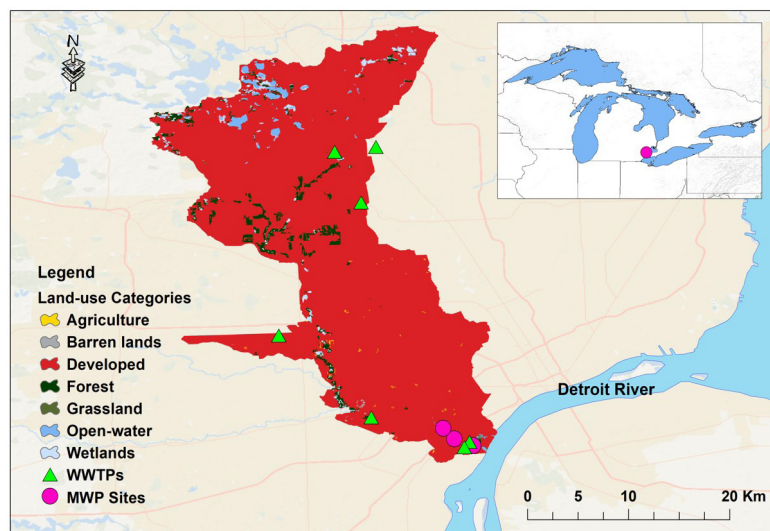 N
Legend
Land-use Categories
Agriculture
Barren lands
Developed
Forest
Grassland
Open-water
Wetlands
WWTPs
MWP Sites
Detroit River
0 5 10 20 Km